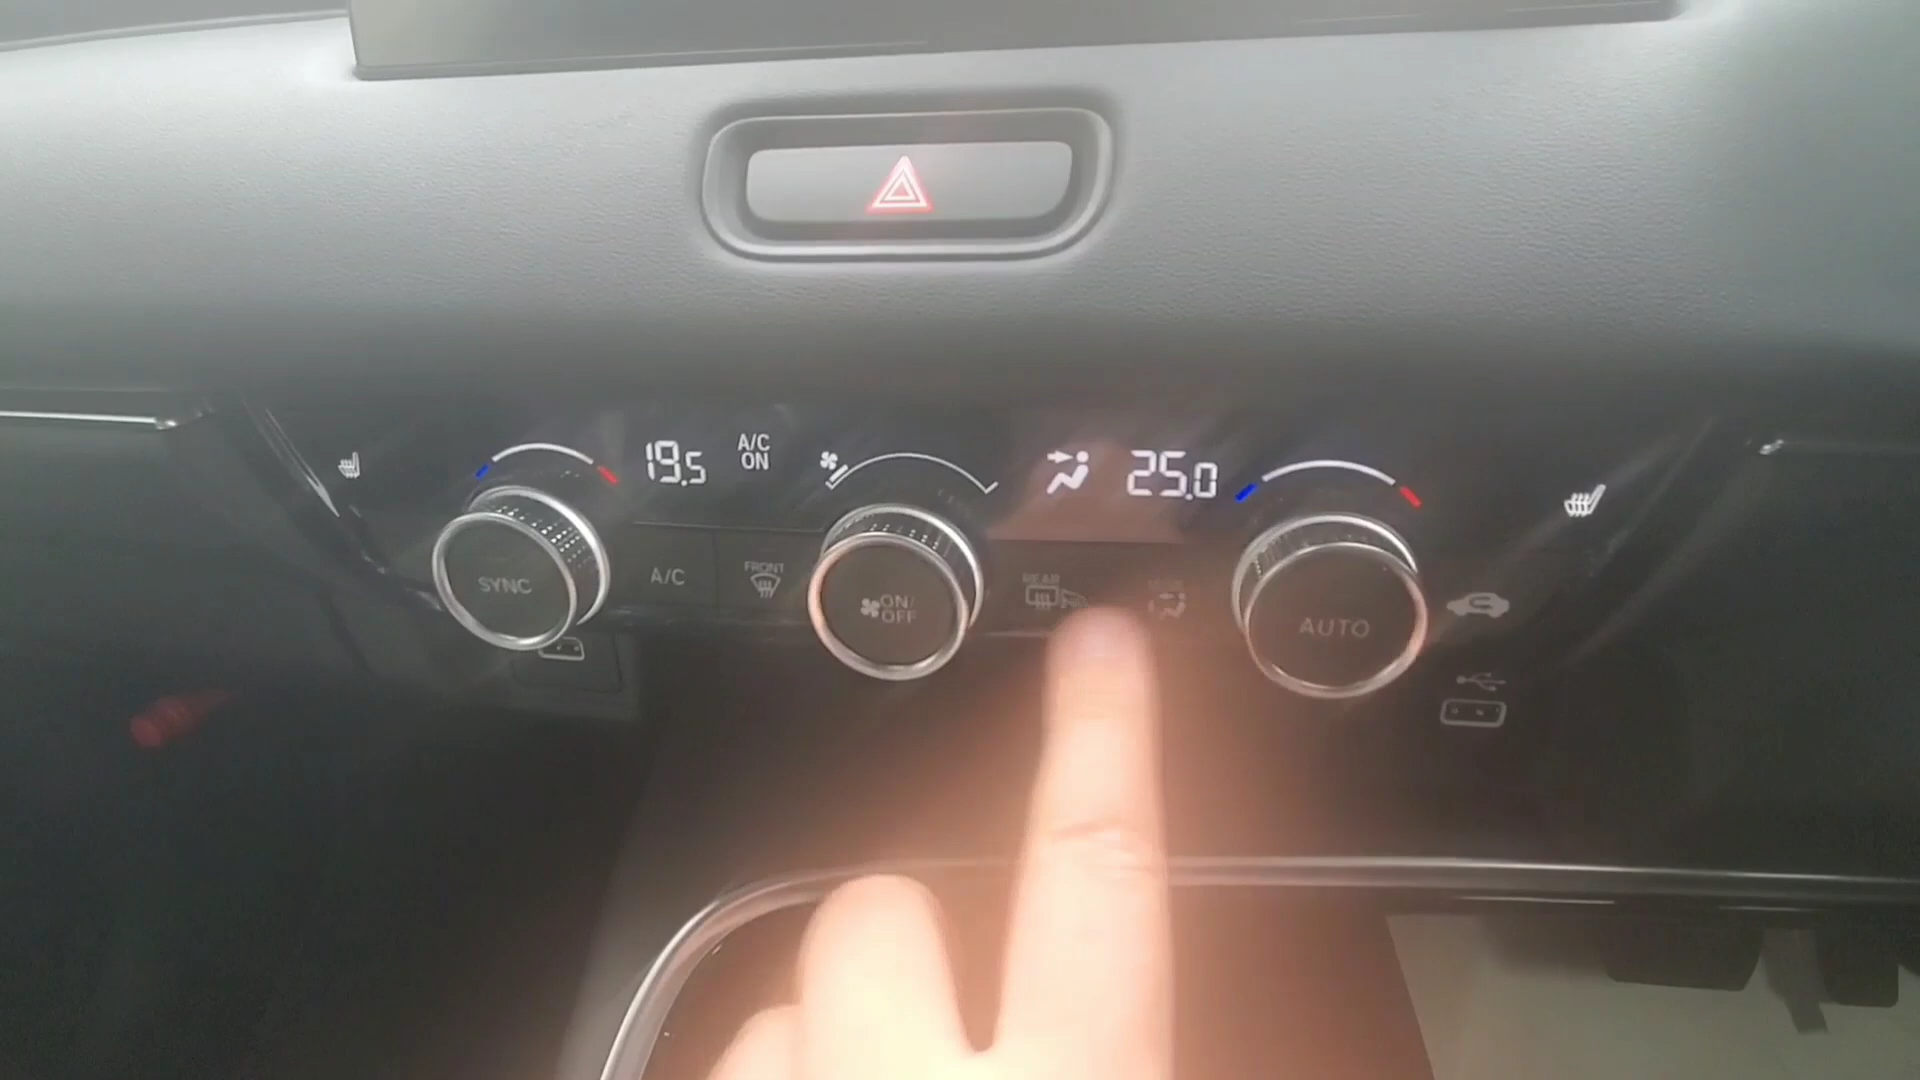 19.5
A/C
ON
25.0
SYNC
A/C
FRONT
ON/
OFF
REAR
AUTO